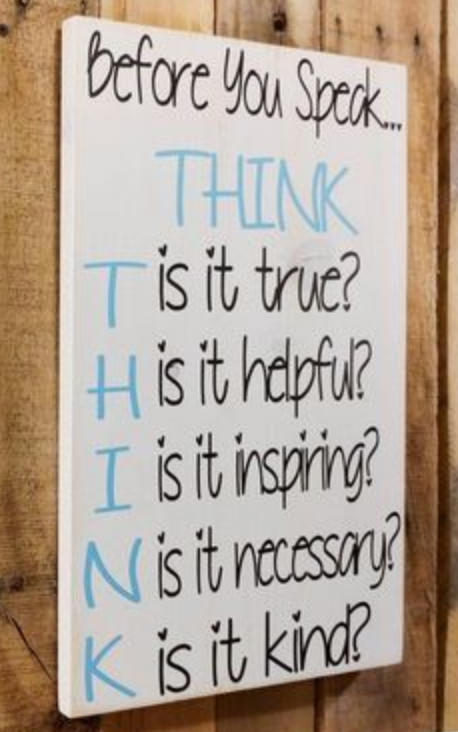 Before You Speak...
THINK
T is it true?
H is it helpful?
I is it inspiring?
N is it necessary?
K is it kind?